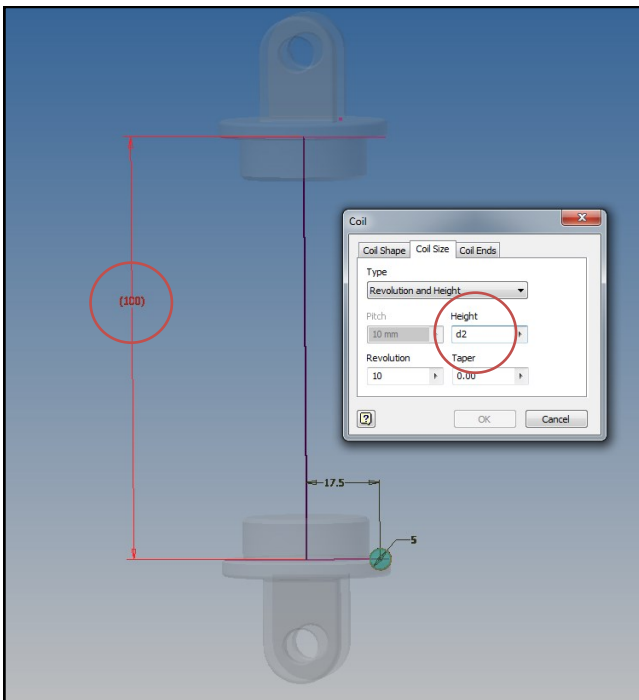 (100)
Coil
Coil Shape Coil Size Coil Ends
Type
Revolution and Height
Pitch Height
10 mm d2
Revolution Taper
10 0.00
? OK Cancel
17.5
5